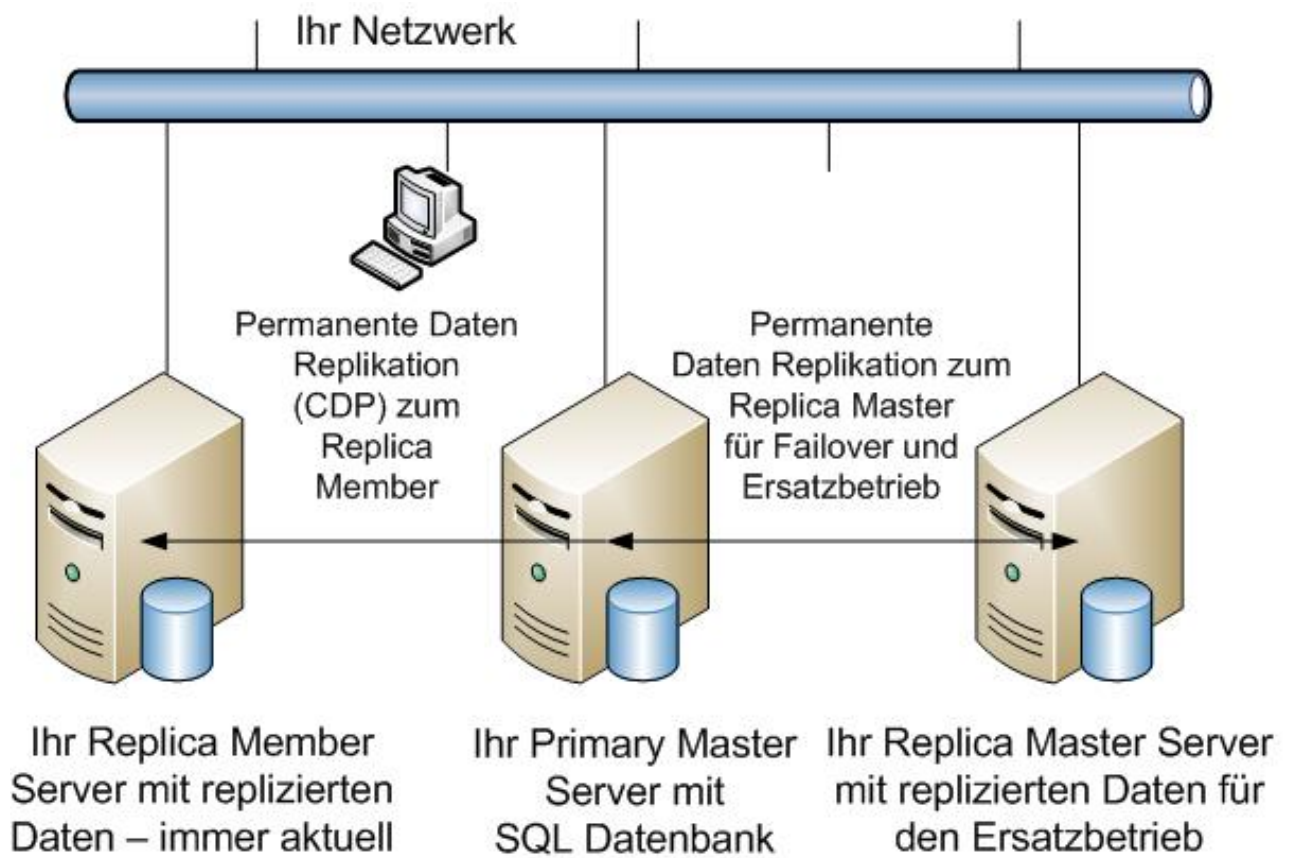 Ihr Netzwerk
Permanente Daten
Replikation
(CDP) zum
Replica
Member
Permanente
Daten Replikation zum
Replica Master
für Failover und
Ersatzbetrieb
Ihr Replica Member
Server mit replizierten
Daten – immer aktuell
Ihr Primary Master
Server mit
SQL Datenbank
Ihr Replica Master Server
mit replizierten Daten für
den Ersatzbetrieb